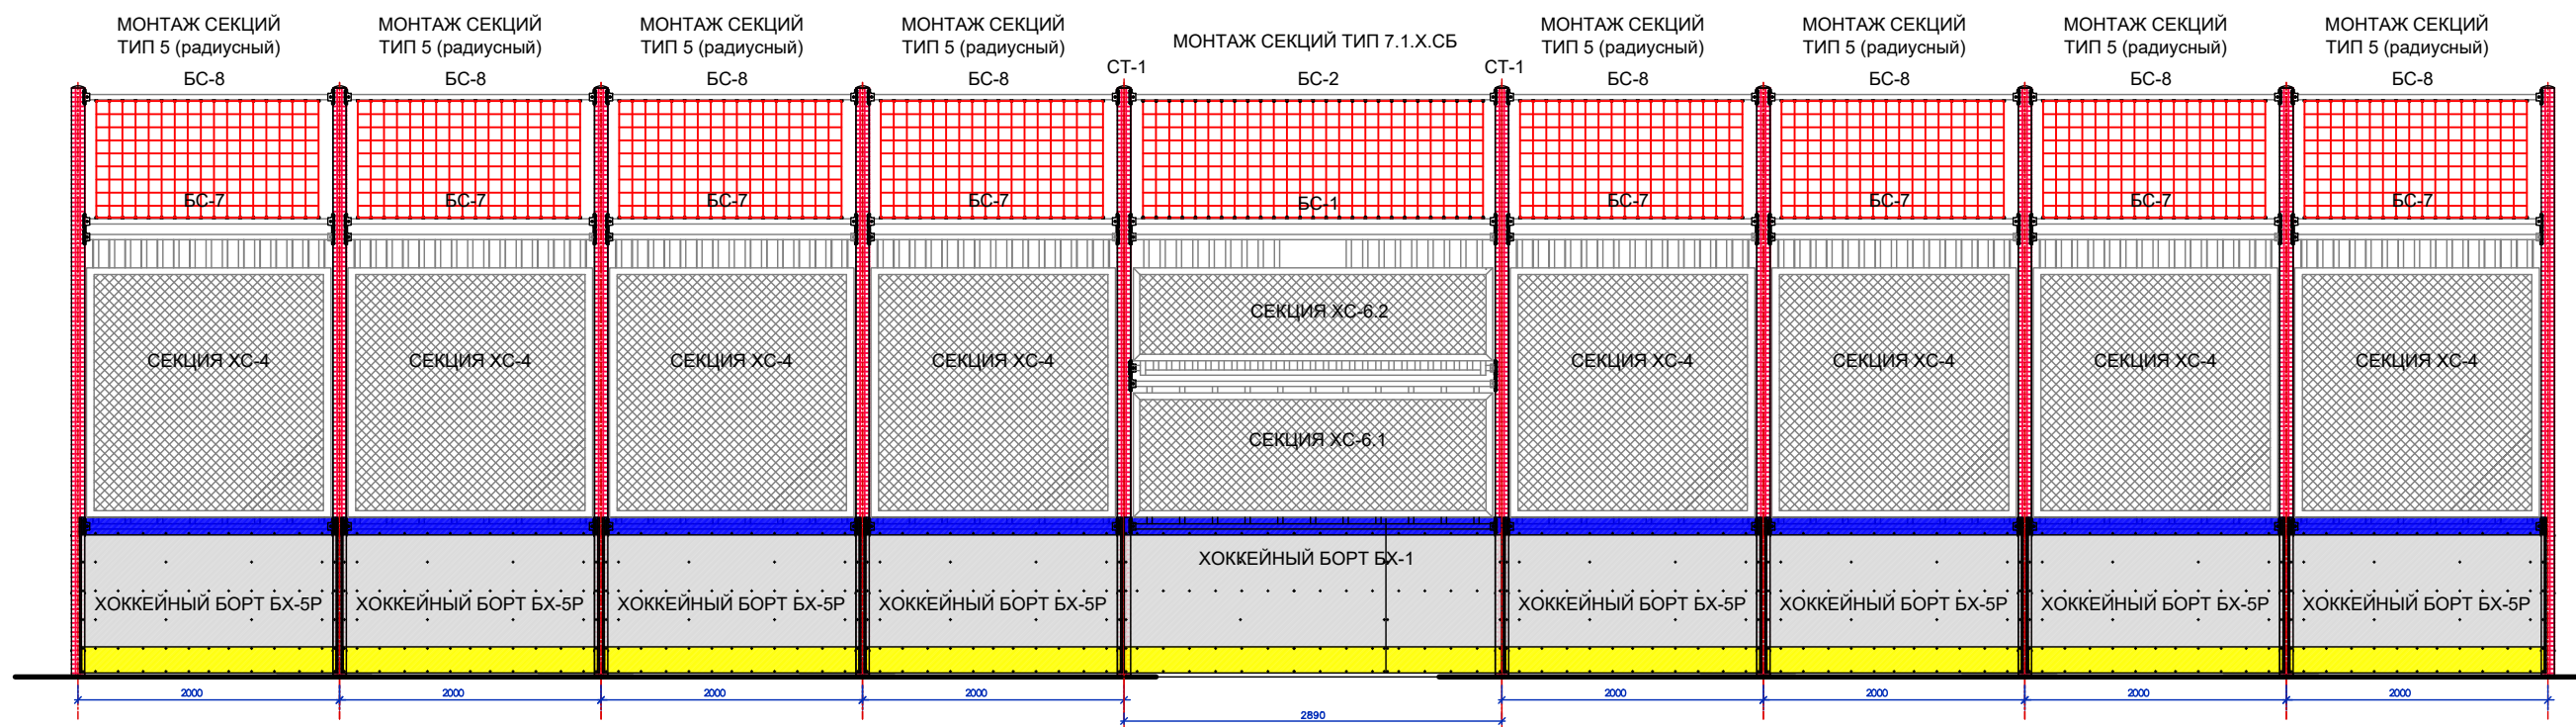 МОНТАЖ СЕКЦИЙ
ТИП 5 (радиусный)
БС-8
МОНТАЖ СЕКЦИЙ
ТИП 5 (радиусный)
БС-8
МОНТАЖ СЕКЦИЙ
ТИП 5 (радиусный)
БС-8
МОНТАЖ СЕКЦИЙ
ТИП 5 (радиусный)
БС-8
СТ-1
МОНТАЖ СЕКЦИЙ ТИП 7.1.Х.СБ
БС-2
СТ-1
МОНТАЖ СЕКЦИЙ
ТИП 5 (радиусный)
БС-8
МОНТАЖ СЕКЦИЙ
ТИП 5 (радиусный)
БС-8
МОНТАЖ СЕКЦИЙ
ТИП 5 (радиусный)
БС-8
МОНТАЖ СЕКЦИЙ
ТИП 5 (радиусный)
БС-8
БС-7
БС-7
БС-7
БС-7
БС-1
БС-7
БС-7
БС-7
БС-7
СЕКЦИЯ ХС-4
СЕКЦИЯ ХС-4
СЕКЦИЯ ХС-4
СЕКЦИЯ ХС-4
СЕКЦИЯ ХС-6.2
СЕКЦИЯ ХС-6.1
СЕКЦИЯ ХС-4
СЕКЦИЯ ХС-4
СЕКЦИЯ ХС-4
СЕКЦИЯ ХС-4
ХОККЕЙНЫЙ БОРТ БХ-5Р
ХОККЕЙНЫЙ БОРТ БХ-5Р
ХОККЕЙНЫЙ БОРТ БХ-5Р
ХОККЕЙНЫЙ БОРТ БХ-5Р
ХОККЕЙНЫЙ БОРТ БХ-1
ХОККЕЙНЫЙ БОРТ БХ-5Р
ХОККЕЙНЫЙ БОРТ БХ-5Р
ХОККЕЙНЫЙ БОРТ БХ-5Р
ХОККЕЙНЫЙ БОРТ БХ-5Р
2000
2000
2000
2000
2890
2000
2000
2000
2000